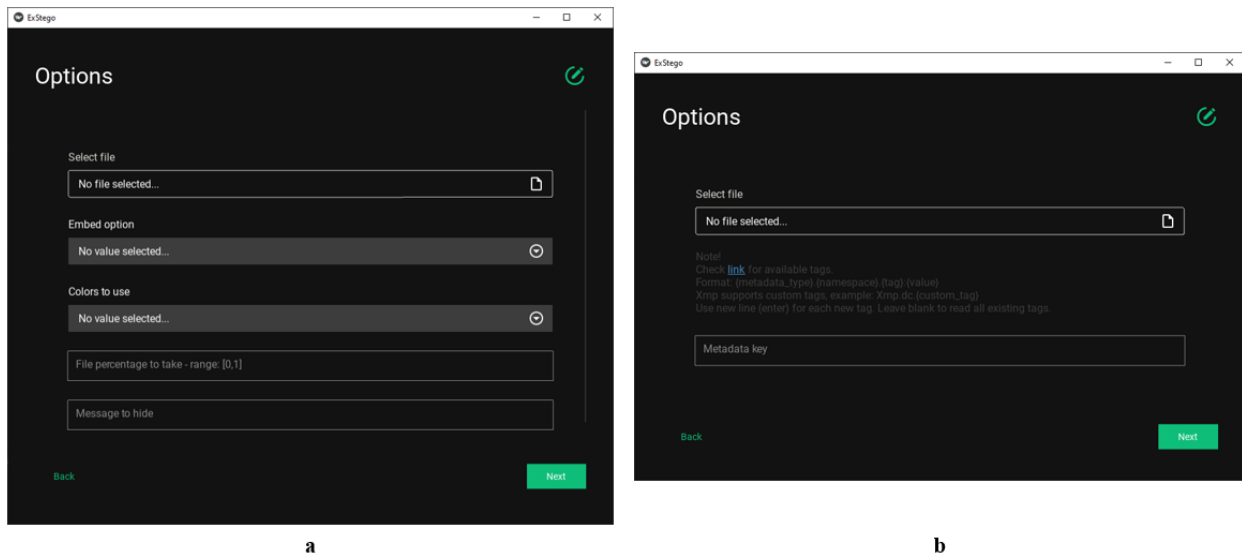 ExStego
Options
Select file
No file selected...
Embed option
No value selected...
Colors to use
No value selected...
File percentage to take - range: [0,1]
Message to hide
Back
Next
a
ExStego
Options
Select file
No file selected...
Note!
Check link for available tags.
Format: {metadata_type}.{namespace}.{tag}:{value}
Xmp supports custom tags, example: Xmp.dc.{custom_tag}
Use new line (enter) for each new tag. Leave blank to read all existing tags.
Metadata key
Back
Next
b